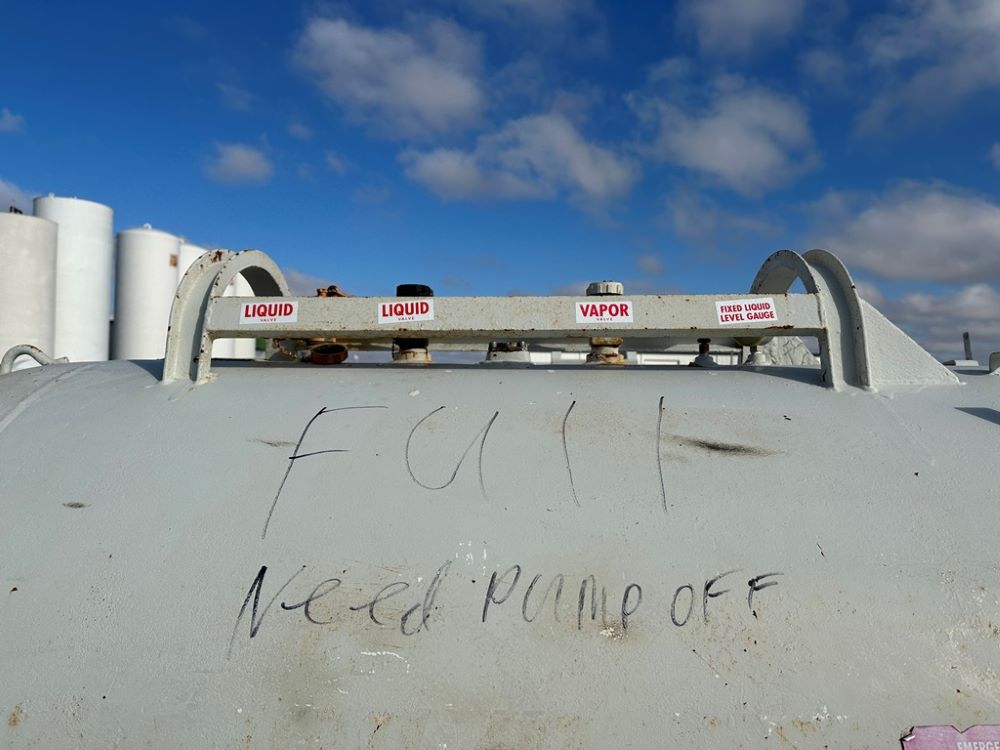 LIQUID
VALVE
LIQUID
VALVE
VAPOR
VALVE
FIXED LIQUID
LEVEL GAUGE
FUll
Need PUMP OFF